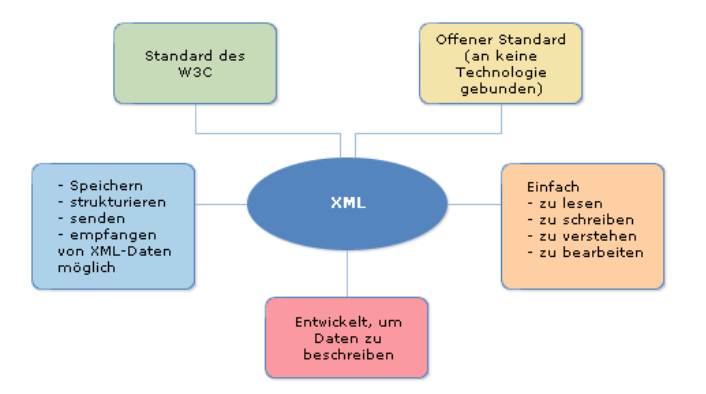 Standard des
W3C
Offener Standard
(an keine
Technologie
gebunden)
- Speichern
- strukturieren
- senden
- empfangen
von XML-Daten
möglich
XML
Einfach
- zu lesen
- zu schreiben
- zu verstehen
- zu bearbeiten
Entwickelt, um
Daten zu
beschreiben